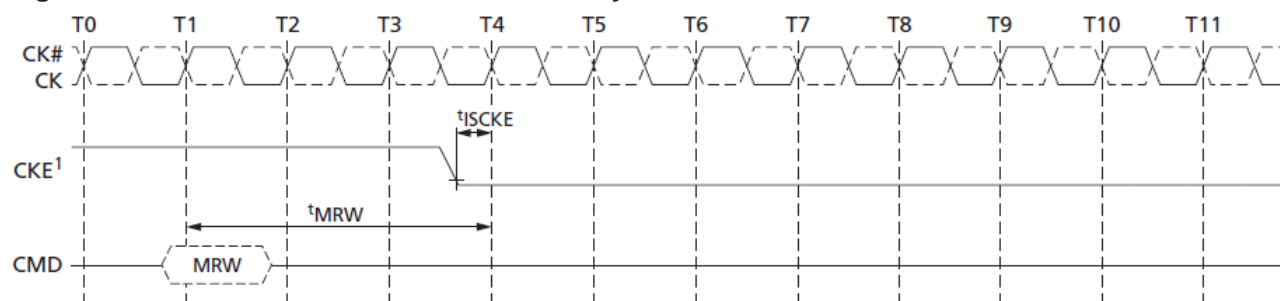 T0 T1 T2 T3 T4 T5 T6 T7 T8 T9 T10 T11
CK#
CK
tISCKE
CKE1
tMRW
CMD MRW